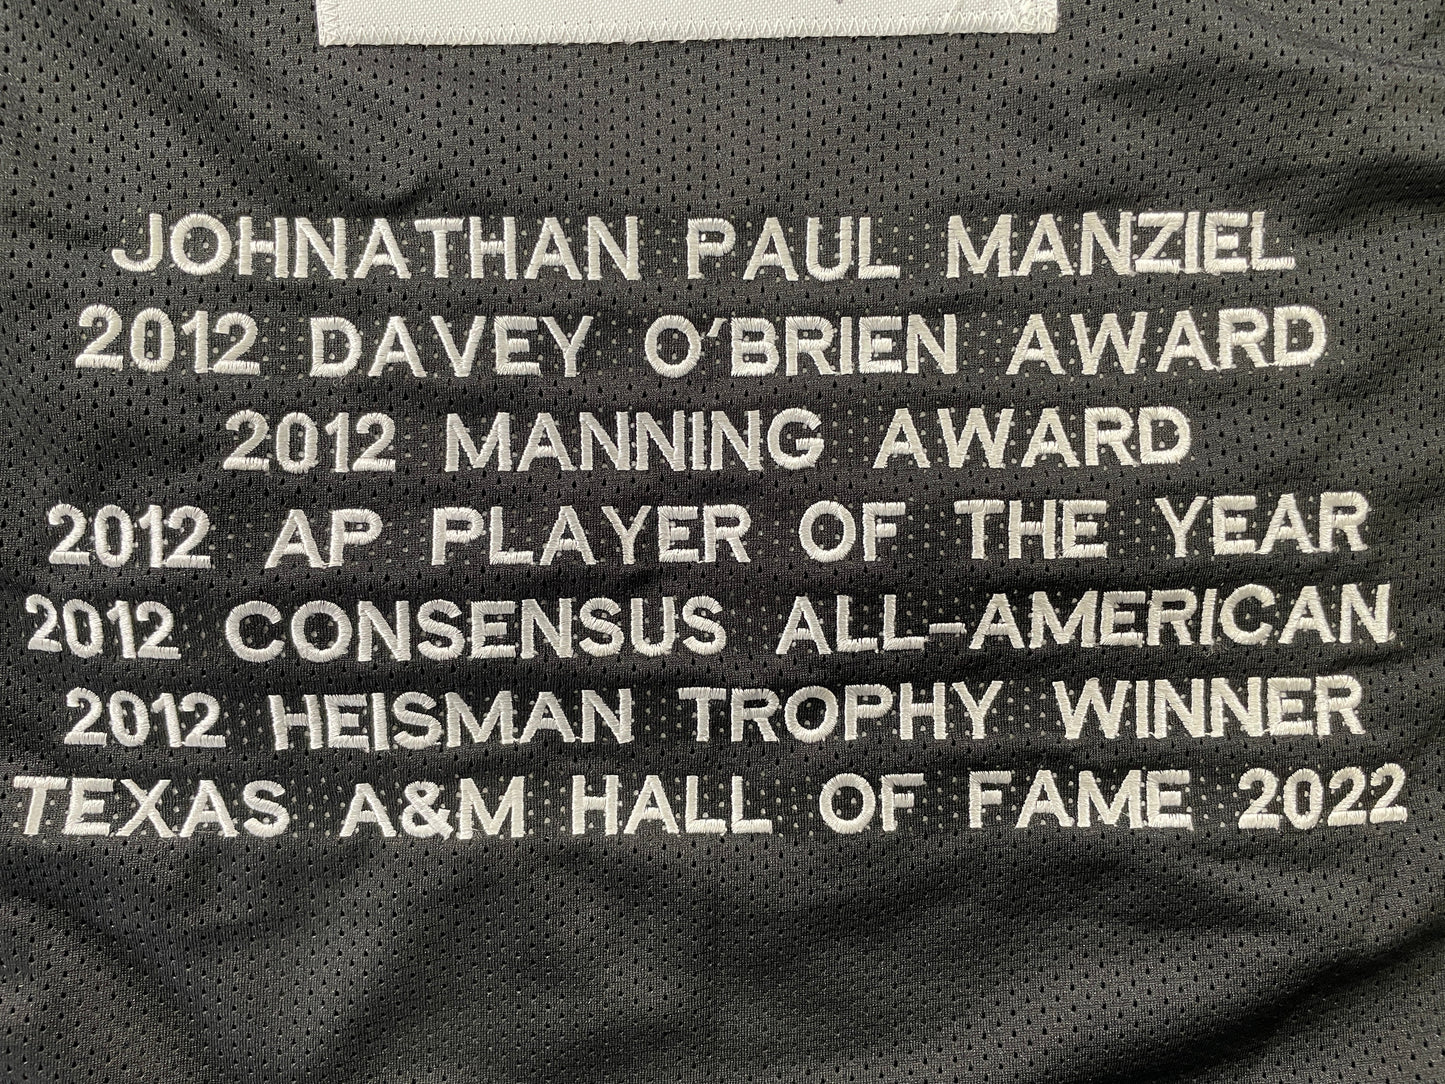 JOHNATHAN PAUL MANZIEL
2012 DAVEY O'BRIEN AWARD
2012 MANNING AWARD
2012 AP PLAYER OF THE YEAR
2012 CONSENSUS ALL-AMERICAN
2012 HEISMAN TROPHY WINNER
TEXAS A&M HALL OF FAME 2022